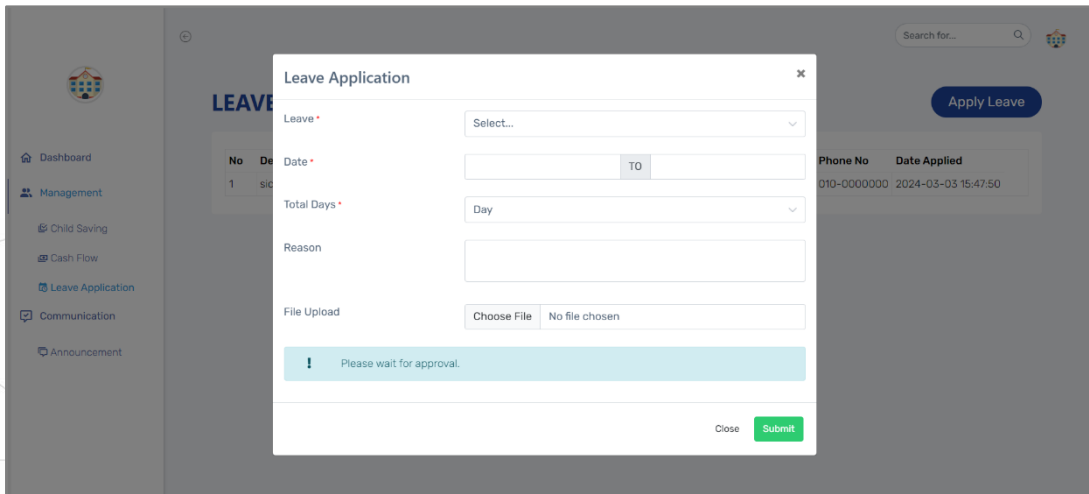 Search for...
LEAVE
Apply Leave
Dashboard
Management
Child Saving
Cash Flow
Leave Application
Communication
Announcement
No De Phone No Date Applied
1 010-0000000 2024-03-03 15:47:50
Leave Application
×
Leave *
Select...
Date *
TO
Total Days *
Day
Reason
File Upload
Choose File No file chosen
! Please wait for approval.
Close
Submit